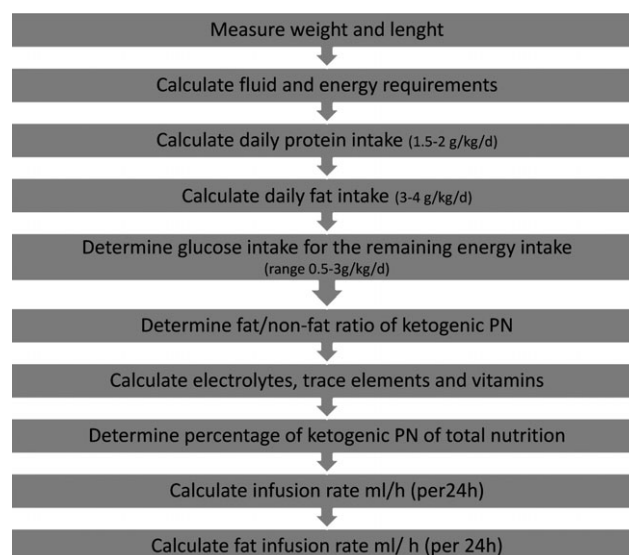 Measure weight and lenght
Calculate fluid and energy requirements
Calculate daily protein intake (1.5-2 g/kg/d)
Calculate daily fat intake (3-4 g/kg/d)
Determine glucose intake for the remaining energy intake
(range 0.5-3g/kg/d)
Determine fat/non-fat ratio of ketogenic PN
Calculate electrolytes, trace elements and vitamins
Determine percentage of ketogenic PN of total nutrition
Calculate infusion rate ml/h (per24h)
Calculate fat infusion rate ml/ h (per 24h)